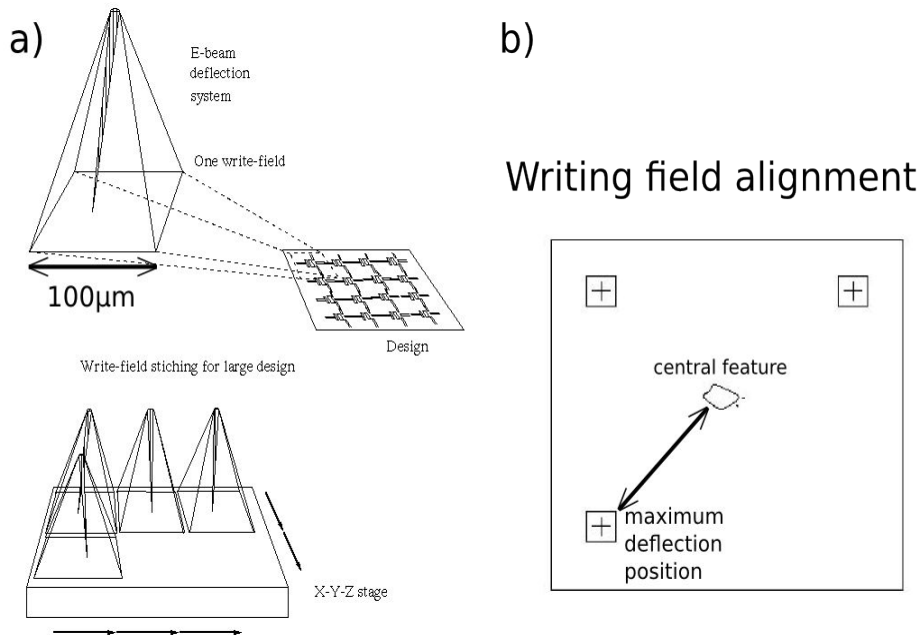 a)
E-beam
deflection
system
One write-field
100μm
Design
Write-field stiching for large design
X-Y-Z stage
b)
Writing field alignment
central feature
maximum
deflection
position